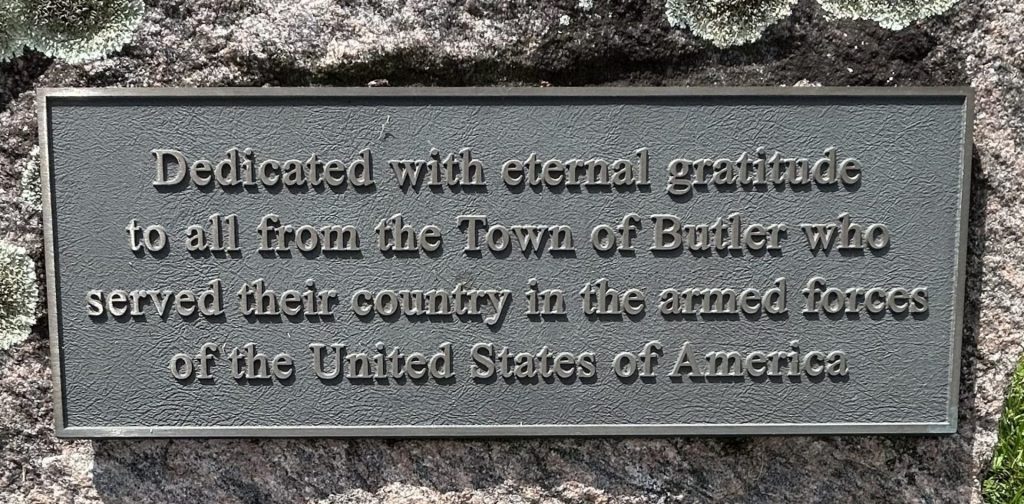 Dedicated with eternal gratitude
to all from the Town of Butler who
served their country in the armed forces
of the United States of America